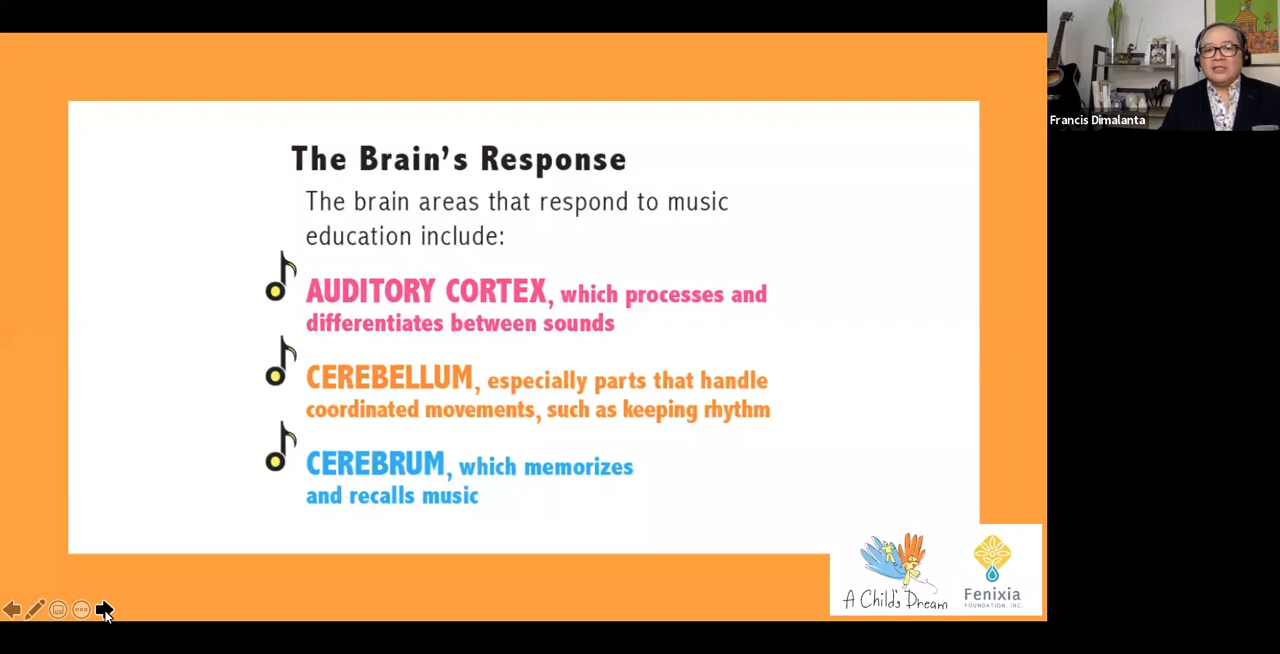 The Brain's Response
The brain areas that respond to music
education include:
AUDITORY CORTEX, which processes and
differentiates between sounds
CEREBELLUM, especially parts that handle
coordinated movements, such as keeping rhythm
CEREBRUM, which memorizes
and recalls music
A Child's Dream
Fenixia
FOUNDATION, INC.
Francis Dimalanta